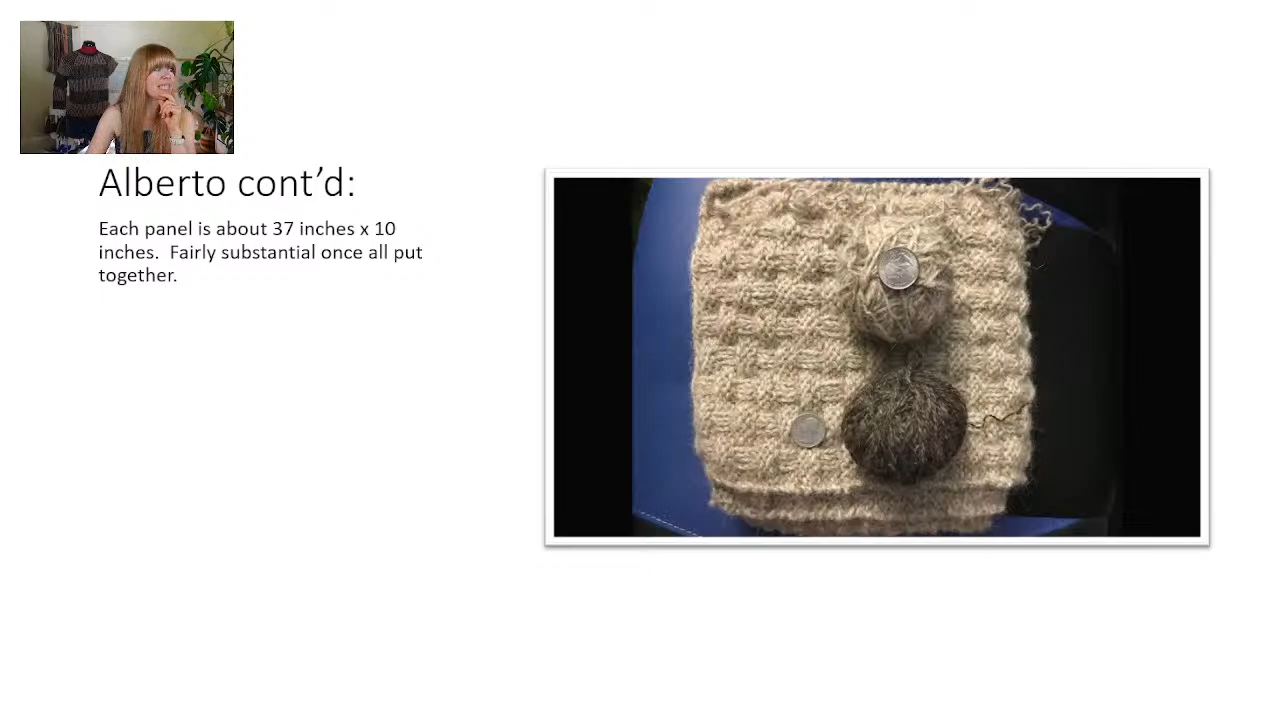 Alberto cont’d:
Each panel is about 37 inches x 10
inches.  Fairly substantial once all put
together.